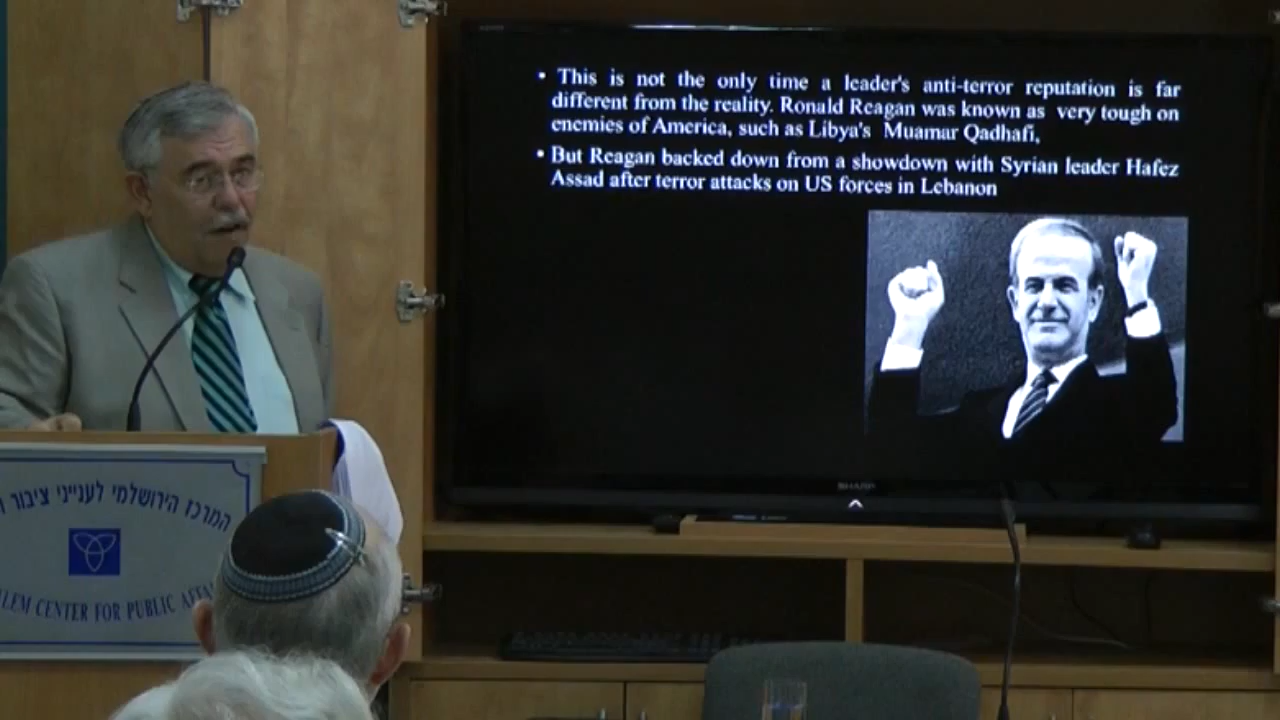 • This is not the only time a leader's anti-terror reputation is far
different from the reality. Ronald Reagan was known as very tough on
enemies of America, such as Libya's Muamar Qadhafi,
• But Reagan backed down from a showdown with Syrian leader Hafez
Assad after terror attacks on US forces in Lebanon
SHARP
המרכז הירושלמי לענייני ציבור
CENTER FOR PUBLIC